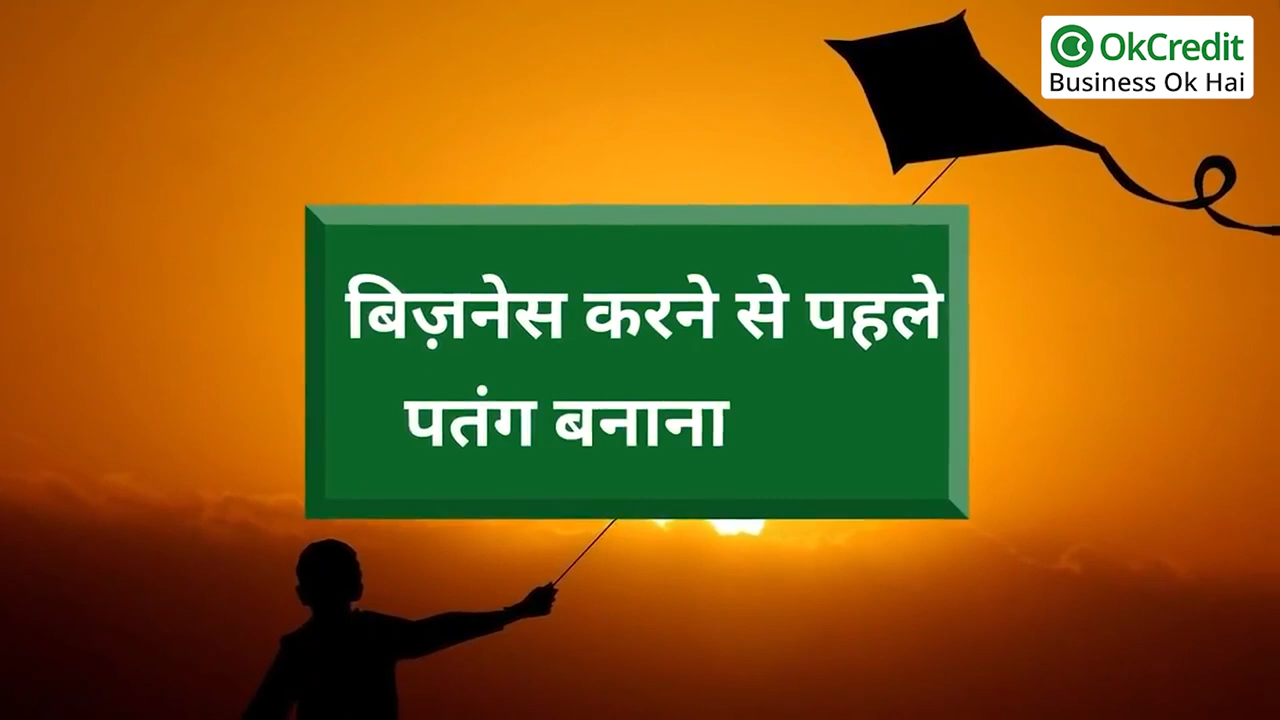 OkCredit
Business Ok Hai
बिज़नेस करने से पहले
पतंग बनाना